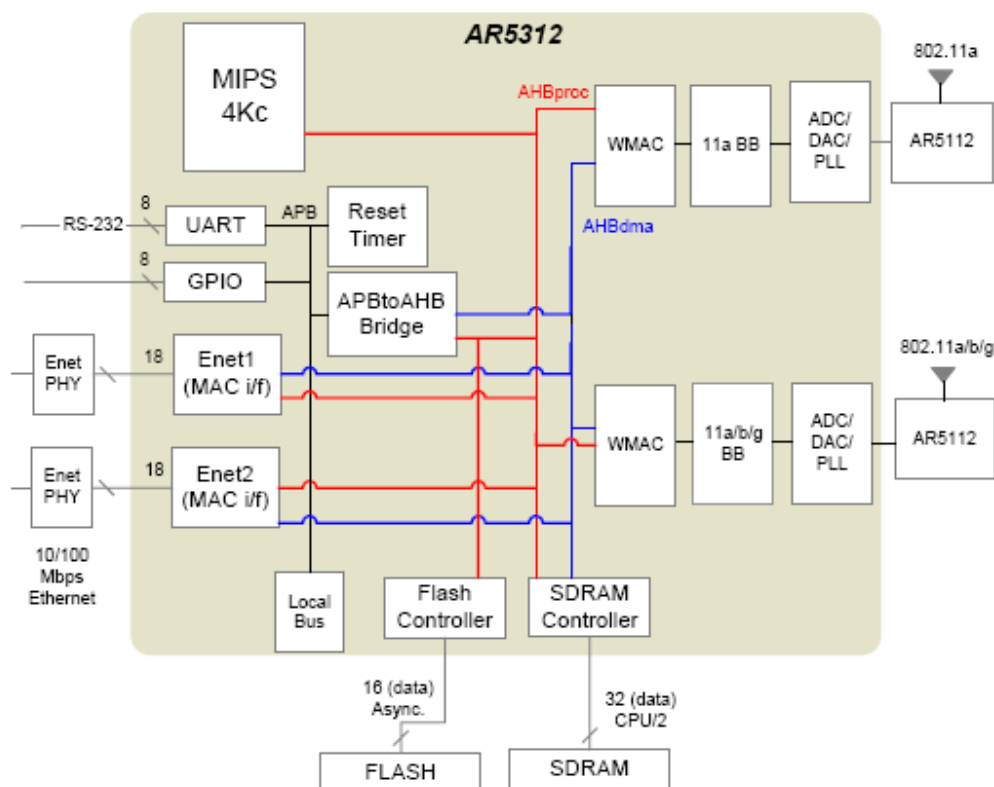 AR5312
MIPS
4Kc
AHBproc
WMAC
11a BB
ADC/
DAC/
PLL
802.11a
AR5112
RS-232
8
UART
APB
Reset
Timer
AHBdma
8
GPIO
APBtoAHB
Bridge
Enet
PHY
18
Enet1
(MAC i/f)
802.11a/b/g
WMAC
11a/b/g
BB
ADC/
DAC/
PLL
AR5112
Enet
PHY
18
Enet2
(MAC i/f)
10/100
Mbps
Ethernet
Local
Bus
Flash
Controller
SDRAM
Controller
16 (data)
Async.
32 (data)
CPU/2
FLASH
SDRAM